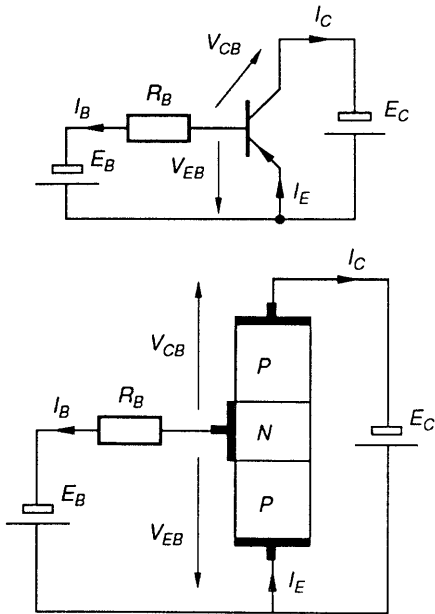 V_CB
I_C
I_B
R_B
E_B
V_EB
I_E
E_C
I_C
V_CB
P
R_B
I_B
N
E_C
E_B
V_EB
P
I_E